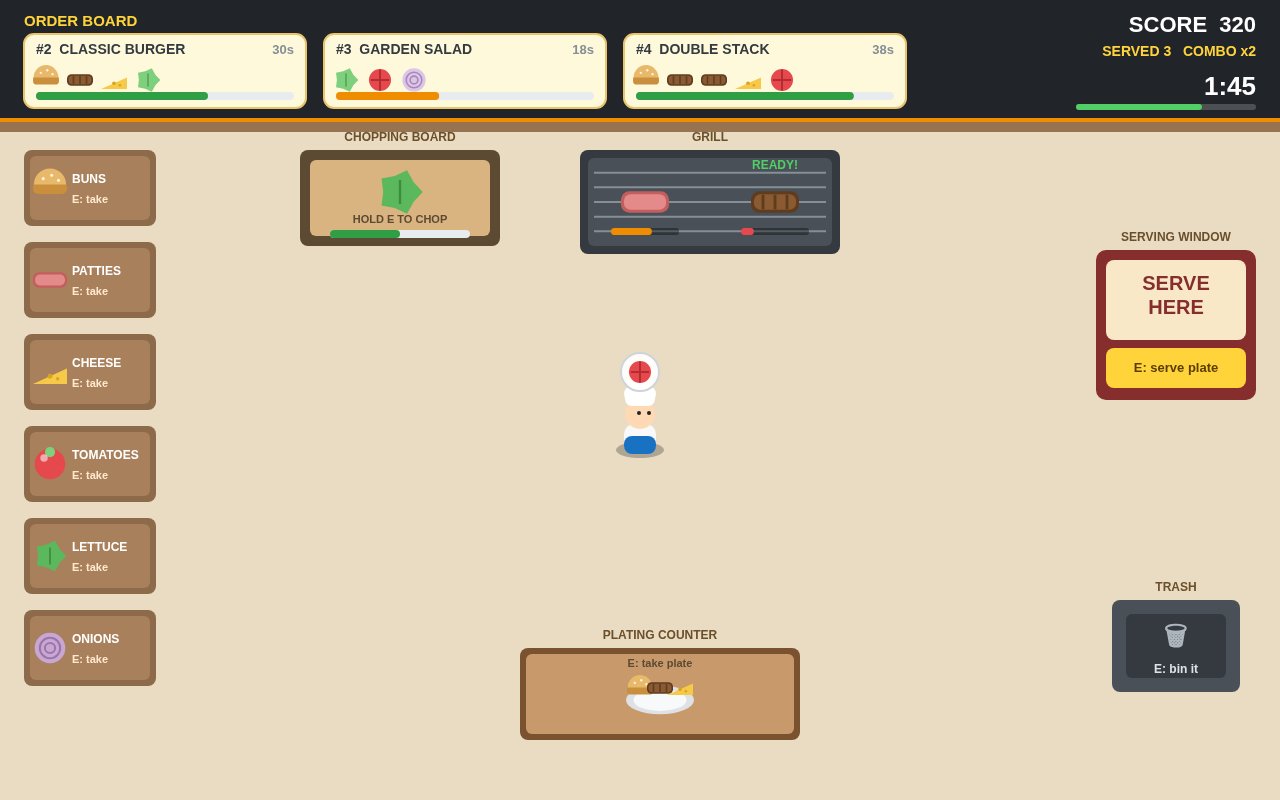 ORDER BOARD
#2 CLASSIC BURGER 30s
#3 GARDEN SALAD 18s
#4 DOUBLE STACK 38s
SCORE 320
SERVED 3 COMBO x2
1:45
CHOPPING BOARD
HOLD E TO CHOP
GRILL
READY!
BUNS
E: take
PATTIES
E: take
CHEESE
E: take
TOMATOES
E: take
LETTUCE
E: take
ONIONS
E: take
SERVING WINDOW
SERVE
HERE
E: serve plate
PLATING COUNTER
E: take plate
TRASH
E: bin it